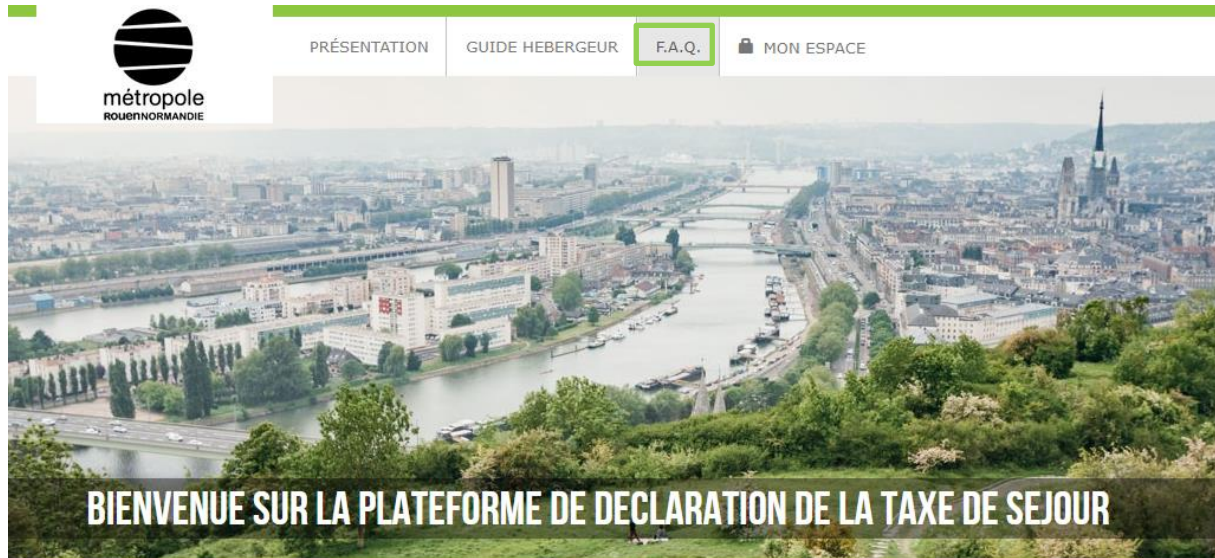 métropole
ROUENNORMANDIE
PRÉSENTATION
GUIDE HEBERGEUR
F.A.Q.
MON ESPACE
BIENVENUE SUR LA PLATEFORME DE DECLARATION DE LA TAXE DE SEJOUR